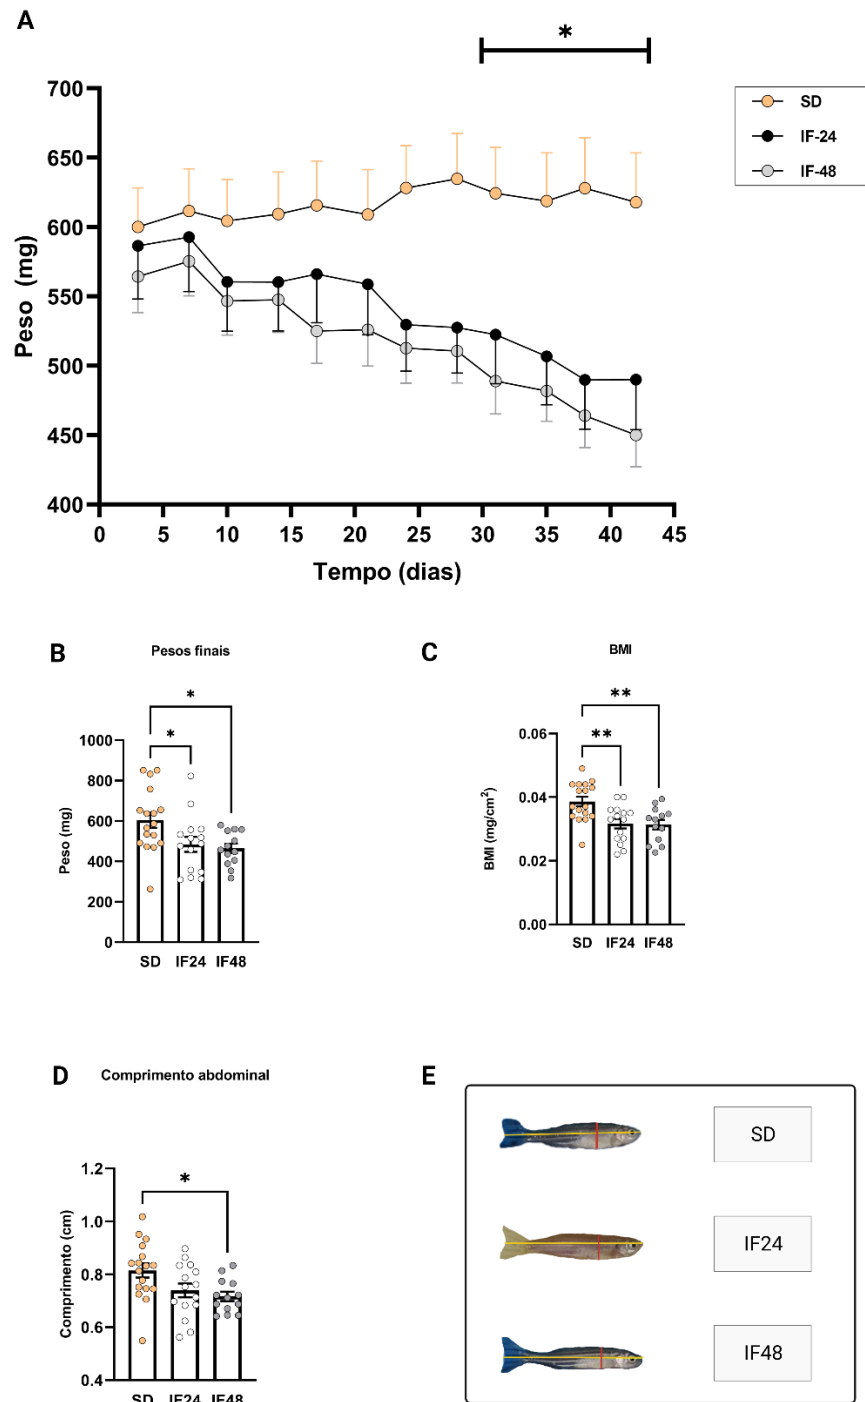 A
*
700
650
600
550
500
450
400
Peso (mg)
0 5 10 15 20 25 30 35 40 45
Tempo (dias)
SD
IF-24
IF-48
B
Pesos finais
*
*
1000
800
600
400
200
0
Peso (mg)
SD IF24 IF48
C
BMI
**
**
0.06
0.04
0.02
0.00
BMI (mg/cm²)
SD IF24 IF48
D
Comprimento abdominal
*
1.2
1.0
0.8
0.6
0.4
Comprimento (cm)
SD IF24 IF48
E
SD
IF24
IF48